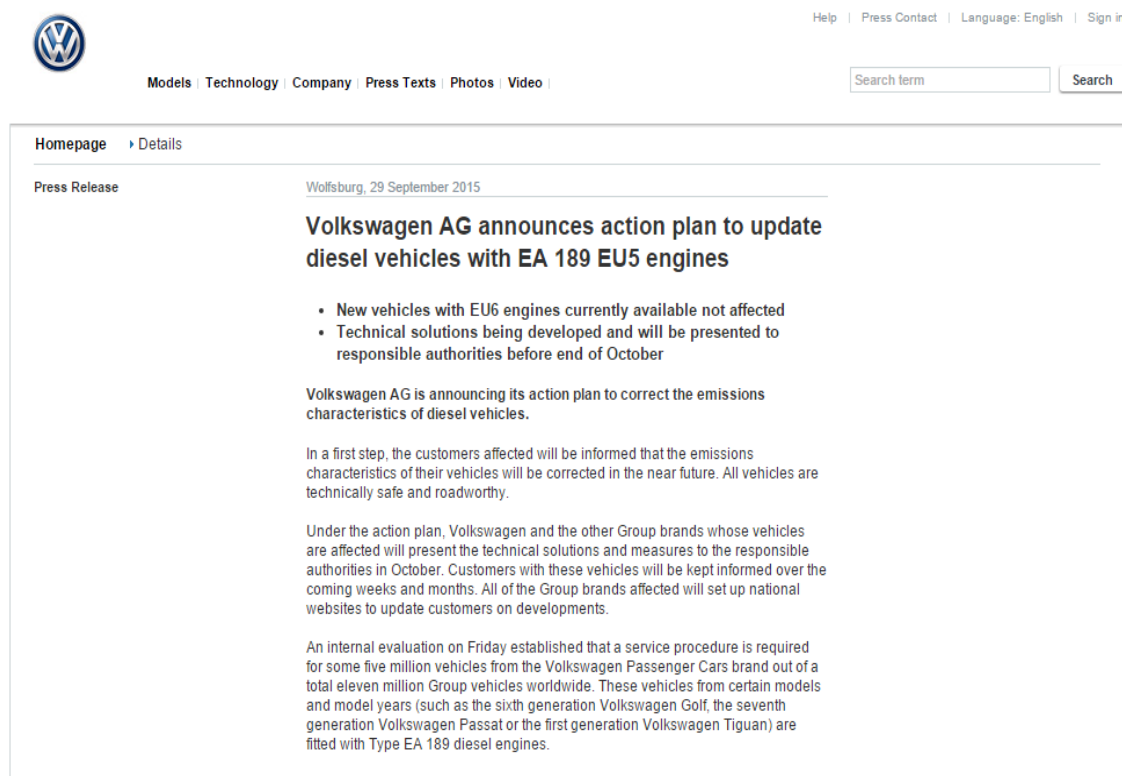 Help | Press Contact | Language: English | Sign in
Models | Technology | Company | Press Texts | Photos | Video |
Search term
Search
Homepage Details
Press Release
Wolfsburg, 29 September 2015
Volkswagen AG announces action plan to update
diesel vehicles with EA 189 EU5 engines
• New vehicles with EU6 engines currently available not affected
• Technical solutions being developed and will be presented to
responsible authorities before end of October
Volkswagen AG is announcing its action plan to correct the emissions
characteristics of diesel vehicles.
In a first step, the customers affected will be informed that the emissions
characteristics of their vehicles will be corrected in the near future. All vehicles are
technically safe and roadworthy.
Under the action plan, Volkswagen and the other Group brands whose vehicles
are affected will present the technical solutions and measures to the responsible
authorities in October. Customers with these vehicles will be kept informed over the
coming weeks and months. All of the Group brands affected will set up national
websites to update customers on developments.
An internal evaluation on Friday established that a service procedure is required
for some five million vehicles from the Volkswagen Passenger Cars brand out of a
total eleven million Group vehicles worldwide. These vehicles from certain models
and model years (such as the sixth generation Volkswagen Golf, the seventh
generation Volkswagen Passat or the first generation Volkswagen Tiguan) are
fitted with Type EA 189 diesel engines.